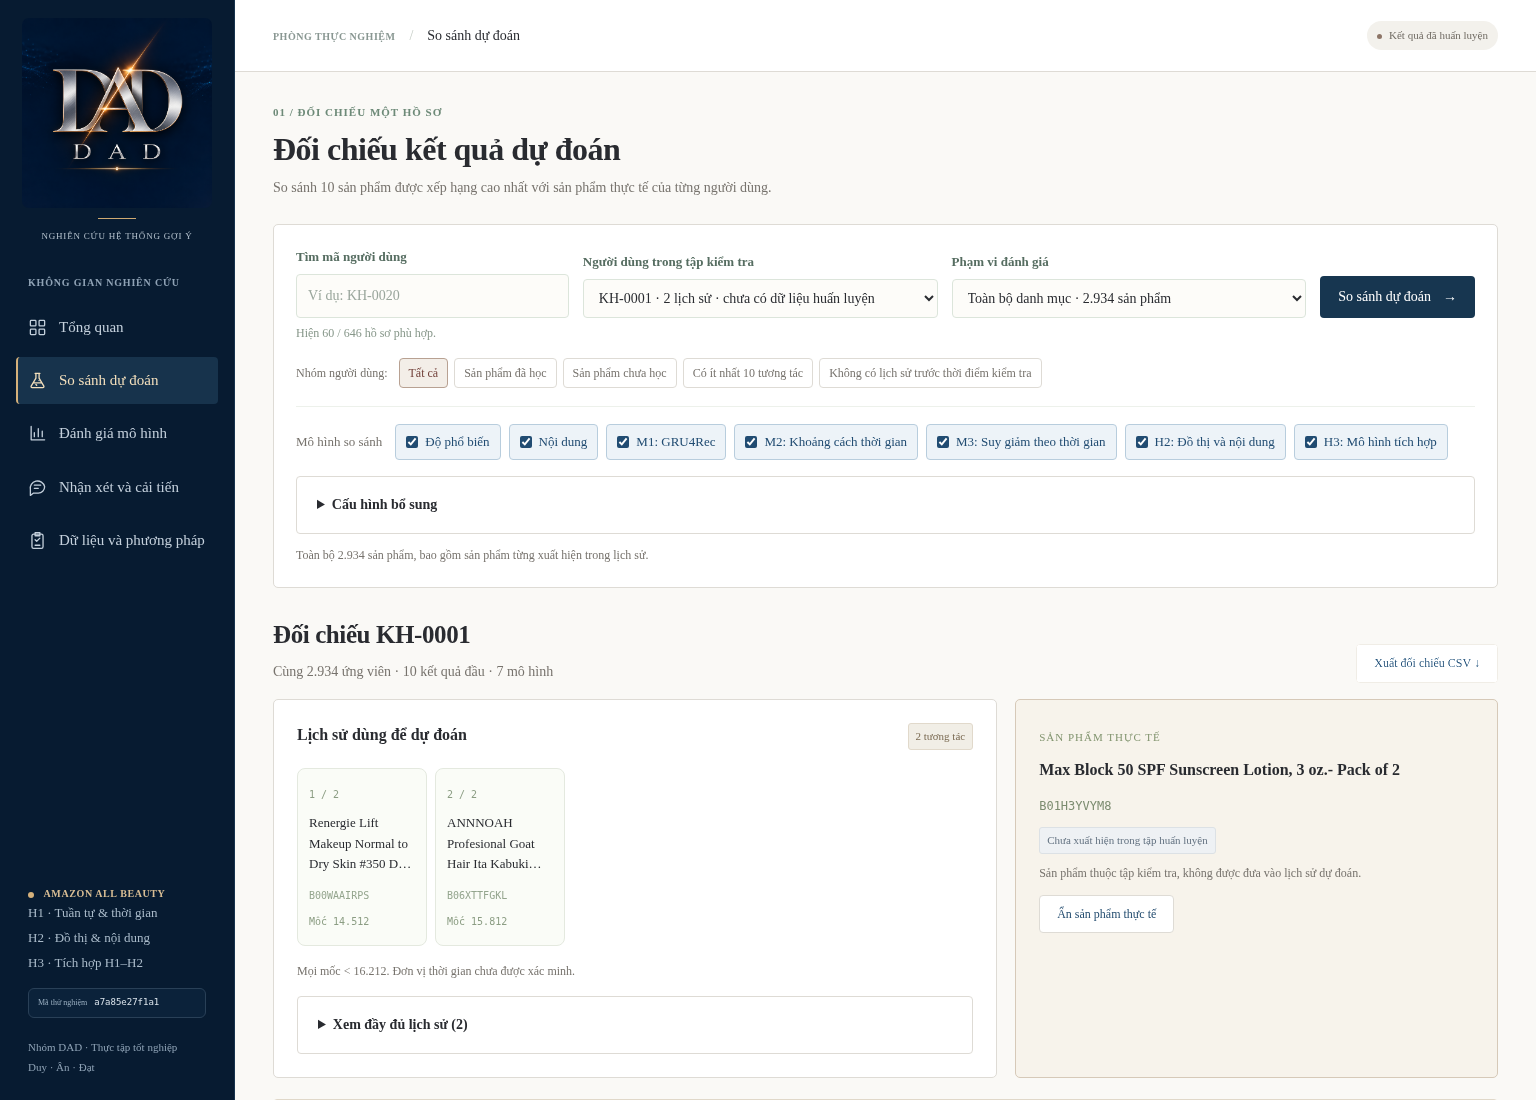 DAD
DAD
NGHIÊN CỨU HỆ THỐNG GỢI Ý
KHÔNG GIAN NGHIÊN CỨU
Tổng quan
So sánh dự đoán
Đánh giá mô hình
Nhận xét và cải tiến
Dữ liệu và phương pháp
AMAZON ALL BEAUTY
H1 · Tuần tự & thời gian
H2 · Đồ thị & nội dung
H3 · Tích hợp H1–H2
Mã thử nghiệm a7a85e27f1a1
Nhóm DAD · Thực tập tốt nghiệp
Duy · Ân · Đạt
PHÒNG THỰC NGHIỆM / So sánh dự đoán
Kết quả đã huấn luyện
01 / ĐỐI CHIẾU MỘT HỒ SƠ
Đối chiếu kết quả dự đoán
So sánh 10 sản phẩm được xếp hạng cao nhất với sản phẩm thực tế của từng người dùng.
Tìm mã người dùng
Ví dụ: KH-0020
Hiện 60 / 646 hồ sơ phù hợp.
Người dùng trong tập kiểm tra
KH-0001 · 2 lịch sử · chưa có dữ liệu huấn luyện
Phạm vi đánh giá
Toàn bộ danh mục · 2.934 sản phẩm
So sánh dự đoán →
Nhóm người dùng: Tất cả Sản phẩm đã học Sản phẩm chưa học Có ít nhất 10 tương tác Không có lịch sử trước thời điểm kiểm tra
Mô hình so sánh Độ phổ biến Nội dung M1: GRU4Rec M2: Khoảng cách thời gian M3: Suy giảm theo thời gian H2: Đồ thị và nội dung H3: Mô hình tích hợp
Cấu hình bổ sung
Toàn bộ 2.934 sản phẩm, bao gồm sản phẩm từng xuất hiện trong lịch sử.
Đối chiếu KH-0001
Cùng 2.934 ứng viên · 10 kết quả đầu · 7 mô hình
Xuất đối chiếu CSV ↓
Lịch sử dùng để dự đoán
2 tương tác
1 / 2
Renergie Lift
Makeup Normal to
Dry Skin #350 D…
B00WAAIRPS
Mốc 14.512
2 / 2
ANNNOAH
Profesional Goat
Hair Ita Kabuki…
B06XTTFGKL
Mốc 15.812
Mọi mốc < 16.212. Đơn vị thời gian chưa được xác minh.
Xem đầy đủ lịch sử (2)
SẢN PHẨM THỰC TẾ
Max Block 50 SPF Sunscreen Lotion, 3 oz.- Pack of 2
B01H3YVYM8
Chưa xuất hiện trong tập huấn luyện
Sản phẩm thuộc tập kiểm tra, không được đưa vào lịch sử dự đoán.
Ẩn sản phẩm thực tế